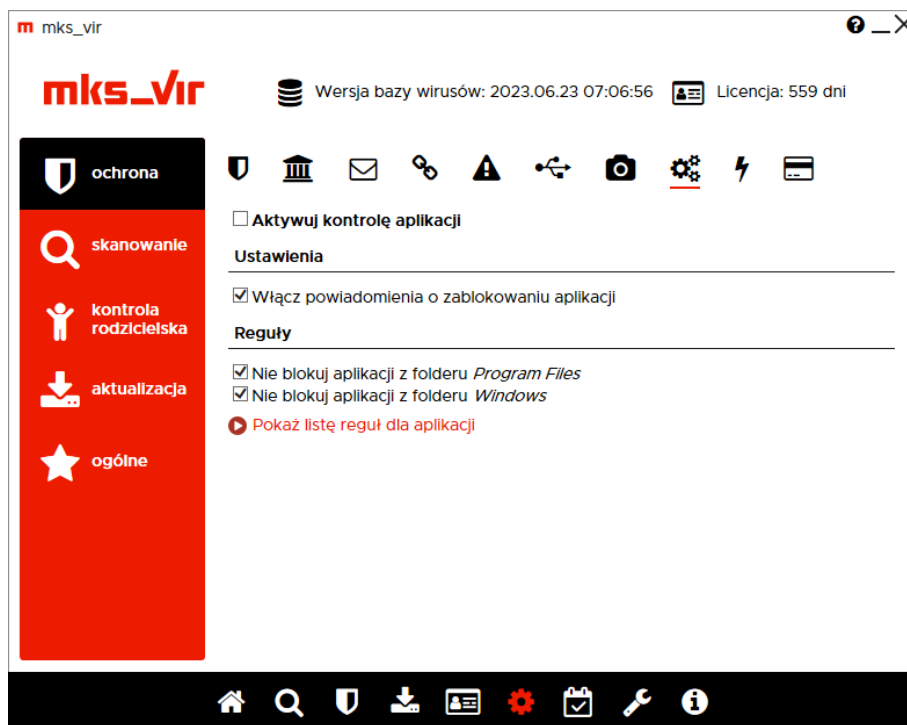 mks_vir
mks_vir
Wersja bazy wirusów: 2023.06.23 07:06:56
Licencja: 559 dni
ochrona
skanowanie
kontrola
rodzicielska
aktualizacja
ogólne
Aktywuj kontrolę aplikacji
Ustawienia
Włącz powiadomienia o zablokowaniu aplikacji
Reguły
Nie blokuj aplikacji z folderu Program Files
Nie blokuj aplikacji z folderu Windows
Pokaż listę reguł dla aplikacji